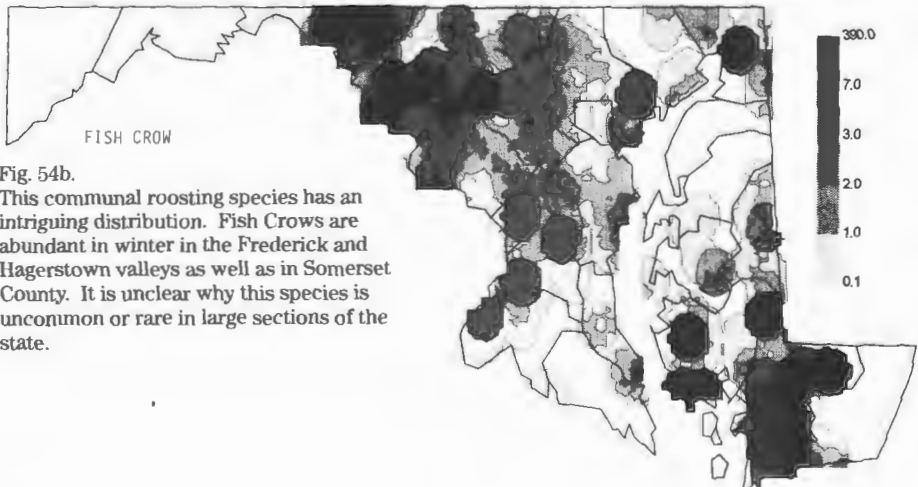 390.0
7.0
3.0
2.0
1.0
0.1
FISH CROW
Fig. 54b.
This communal roosting species has an
intriguing distribution. Fish Crows are
abundant in winter in the Frederick and
Hagerstown valleys as well as in Somerset
County. It is unclear why this species is
uncommon or rare in large sections of the
state.